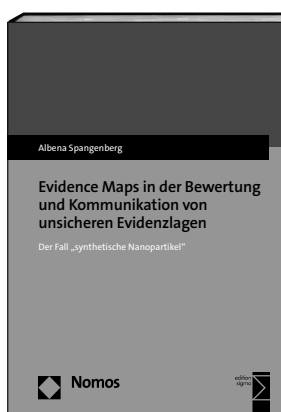 Albena Spangenberg
Evidence Maps in der Bewertung
und Kommunikation von
unsicheren Evidenzlagen
Der Fall „synthetische Nanopartikel“
Nomos
edition
sigma